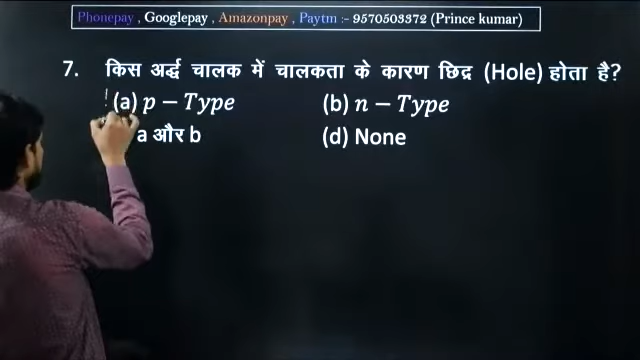 Phonepay , Googlepay , Amazonpay , Paytm :- 9570503372 (Prince kumar)
7. किस अर्द्ध चालक में चालकता के कारण छिद्र (Hole) होता है?
(a) p – Type (b) n – Type
a और b (d) None